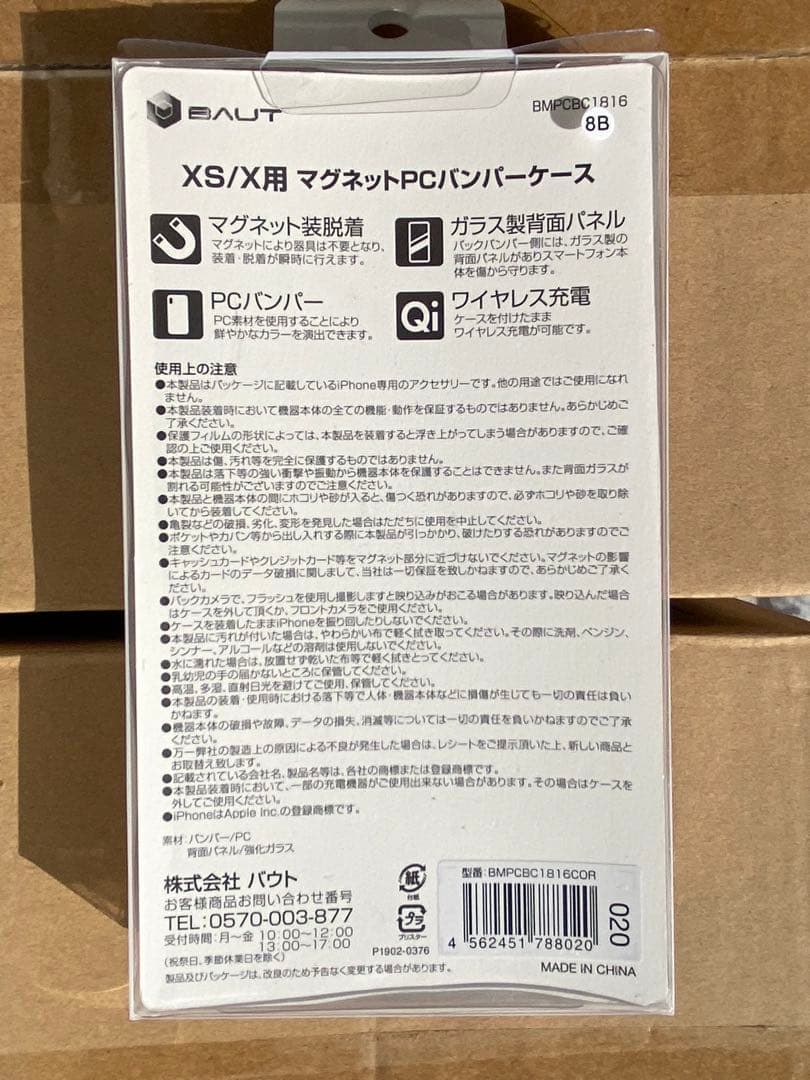 BAUT
BMPCBC1816
8B
XS/X用 マグネットPCバンパーケース
マグネット装脱着
マグネットにより器具は不要となり、
装着・脱着が瞬時に行えます。
ガラス製背面パネル
バックバンパー側には、ガラス製の
背面パネルがありスマートフォン本
体を傷から守ります。
PCバンパー
PC素材を使用することにより
鮮やかなカラーを演出できます。
Qi
ワイヤレス充電
ケースを付けたまま
ワイヤレス充電が可能です。
使用上の注意
●本製品はパッケージに記載しているiPhone専用のアクセサリーです。他の用途ではご使用になれ
ません。
●本製品装着時において機器本体の全ての機能・動作を保証するものではありません。あらかじめご
了承ください。
●保護フィルムの形状によっては、本製品を装着すると浮き上がってしまう場合がありますので、ご確
認の上ご使用ください。
●本製品は傷、汚れ等を完全に保護するものではありません。
●本製品は落下等の強い衝撃や振動から機器本体を保護することはできません。また背面ガラスが
割れる可能性がございますのでご注意ください。
●本製品と機器本体の間にホコリや砂が入ると、傷つく恐れがありますので、必ずホコリや砂を取り除
いてから装着してください。
●亀裂などの破損、劣化、変形を発見した場合はただちに使用を中止してください。
●ポケットやカバン等から出し入れする際に本製品が引っかかり、破けたりする恐れがありますのでご
注意ください。
●キャッシュカードやクレジットカード等をマグネット部分に近づけないでください。マグネットの影響
によるカードのデータ破損に関しまして、当社は一切保証を致しかねますので、あらかじめご了承く
ださい。
●バックカメラで、フラッシュを使用し撮影しますと映り込みがおこる場合があります。映り込んだ場合
はケースを外して頂くか、フロントカメラをご使用ください。
●ケースを装着したままiPhoneを振り回したりしないでください。
●本製品に汚れが付いた場合は、やわらかい布で軽く拭き取ってください。その際に洗剤、ベンジン、
シンナー、アルコールなどの溶剤は使用しないでください。
●水に濡れた場合は、放置せず乾いた布等で軽く拭きとってください。
●乳幼児の手の届かないところに保管してください。
●高温、多湿、直射日光を避けてご使用、保管してください。
●本製品の装着・使用時における落下等で人体・機器本体などに損傷が生じても一切の責任は負い
かねます。
●機器本体の破損や故障、データの損失、消滅等については一切の責任を負いかねますのでご了承
ください。
●万一弊社の製造上の原因による不良が発生した場合は、レシートをご提示頂いた上、新しい商品と
お取替え致します。
●記載されている会社名、製品名等は、各社の商標または登録商標です。
●本製品装着時において、一部の充電機器がご使用出来ない場合があります。その場合はケースを
外してご使用ください。
●iPhoneはApple Inc.の登録商標です。
素材：バンパー/PC
背面パネル/強化ガラス
株式会社 バウト
お客様商品お問い合わせ番号
TEL:0570-003-877
受付時間：月～金 10:00～12:00
13:00～17:00
(祝祭日、季節休業日を除く)
製品及びパッケージは、改良のため予告なく変更する場合があります。
紙
台紙
プラ
ブリスター
P1902-0376
型番：BMPCBC1816COR
4 562451 788020
020
MADE IN CHINA